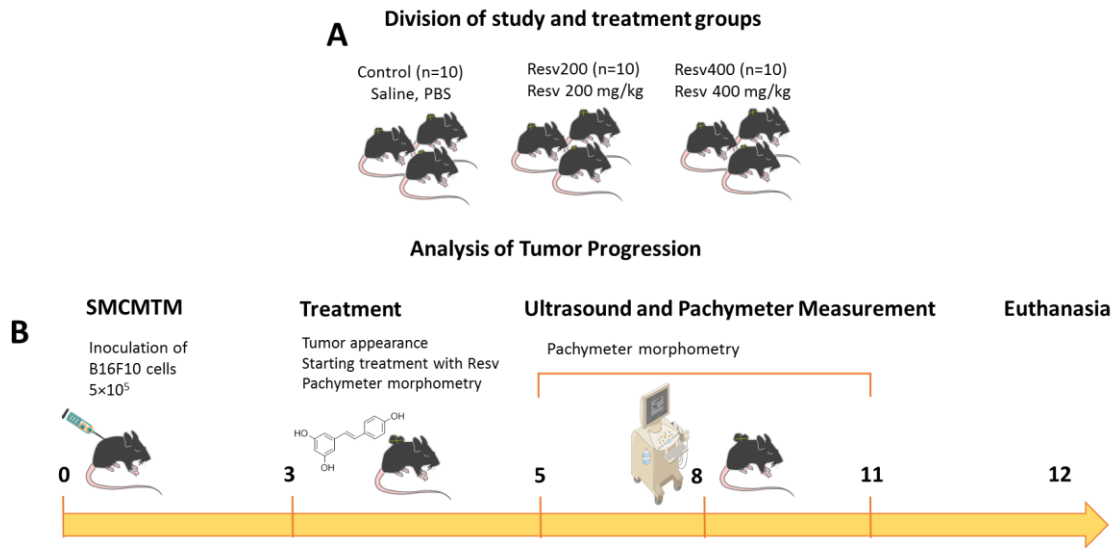 Division of study and treatment groups
A
Control (n=10)
Saline, PBS
Resv200 (n=10)
Resv 200 mg/kg
Resv400 (n=10)
Resv 400 mg/kg
Analysis of Tumor Progression
B
SMCMTM
Inoculation of
B16F10 cells
5×10⁵
Treatment
Tumor appearance
Starting treatment with Resv
Pachymeter morphometry
HO
OH
OH
Ultrasound and Pachymeter Measurement
Pachymeter morphometry
Euthanasia
0
3
5
8
11
12